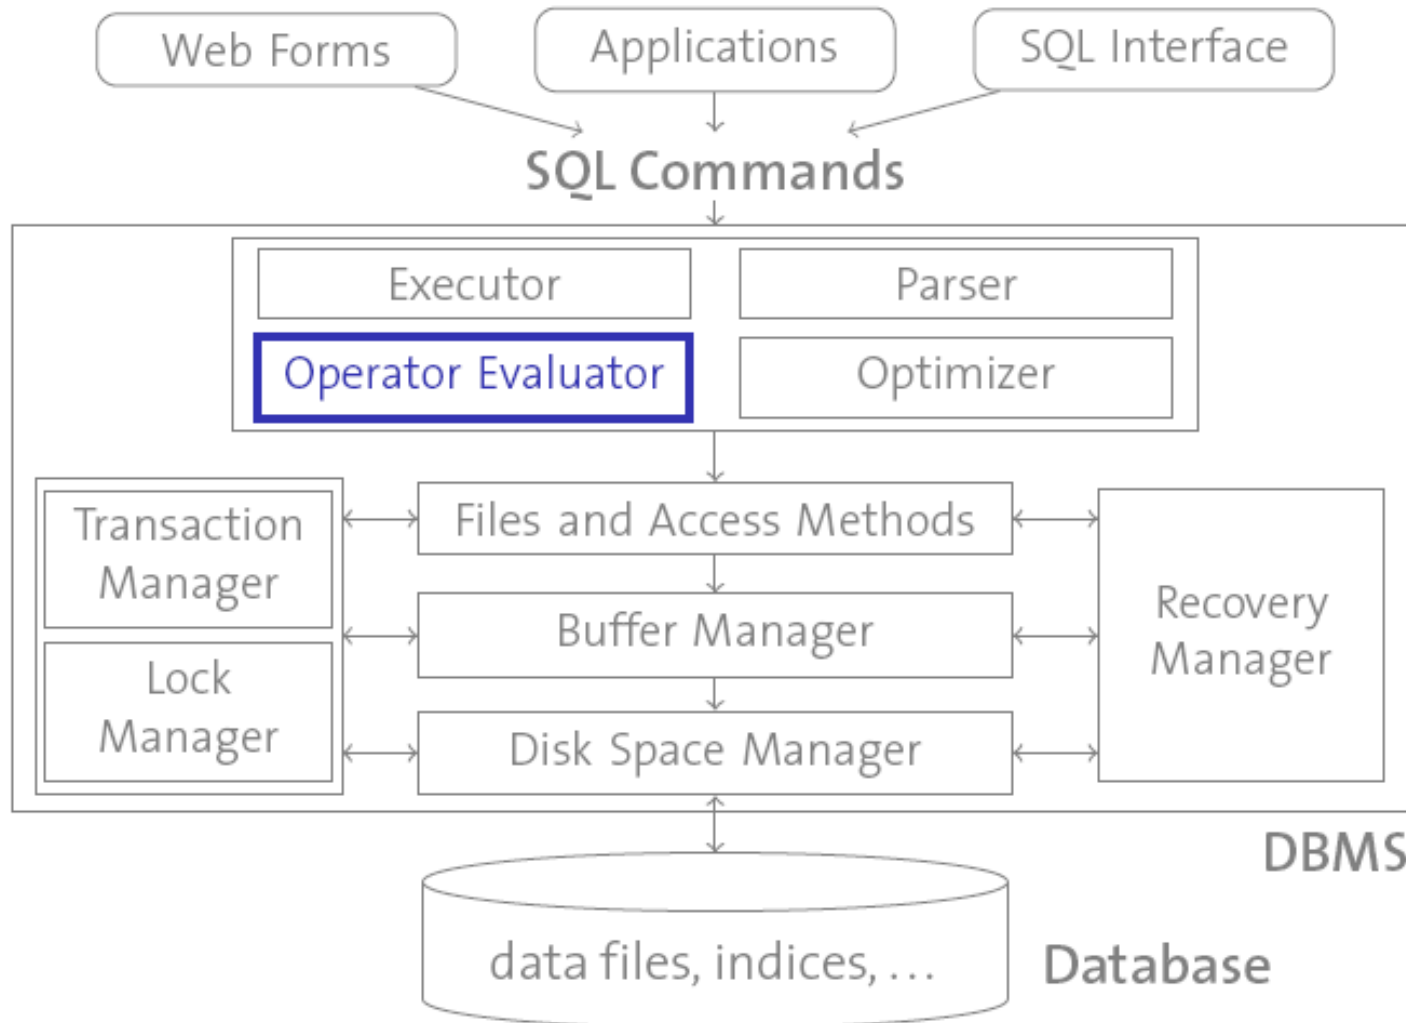 Web Forms
Applications
SQL Interface
SQL Commands
Executor
Parser
Operator Evaluator
Optimizer
Transaction
Manager
Lock
Manager
Files and Access Methods
Buffer Manager
Disk Space Manager
Recovery
Manager
DBMS
data files, indices, ...
Database